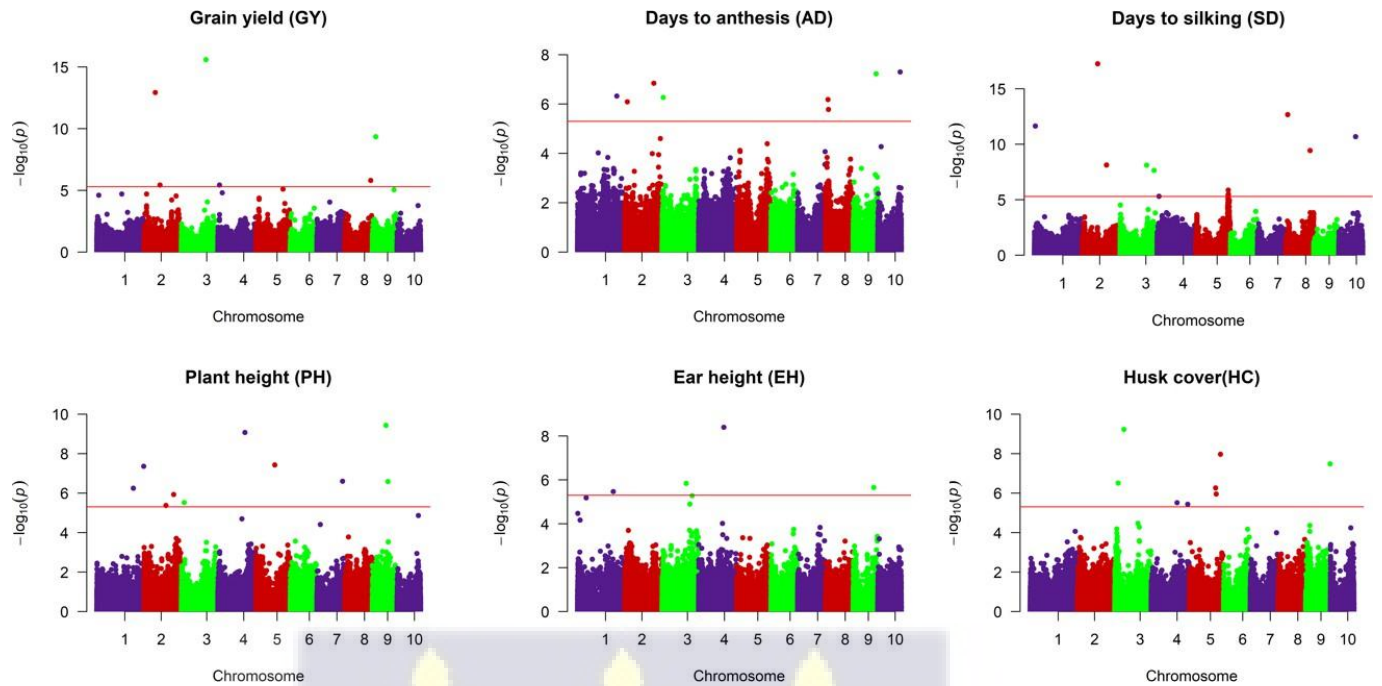 Grain yield (GY)
15
10
5
0
−log10(p)
1 2 3 4 5 6 7 8 9 10
Chromosome
Days to anthesis (AD)
8
6
4
2
0
−log10(p)
1 2 3 4 5 6 7 8 9 10
Chromosome
Days to silking (SD)
15
10
5
0
−log10(p)
1 2 3 4 5 6 7 8 9 10
Chromosome
Plant height (PH)
10
8
6
4
2
0
−log10(p)
1 2 3 4 5 6 7 8 9 10
Chromosome
Ear height (EH)
8
6
4
2
0
−log10(p)
1 2 3 4 5 6 7 8 9 10
Chromosome
Husk cover(HC)
10
8
6
4
2
0
−log10(p)
1 2 3 4 5 6 7 8 9 10
Chromosome